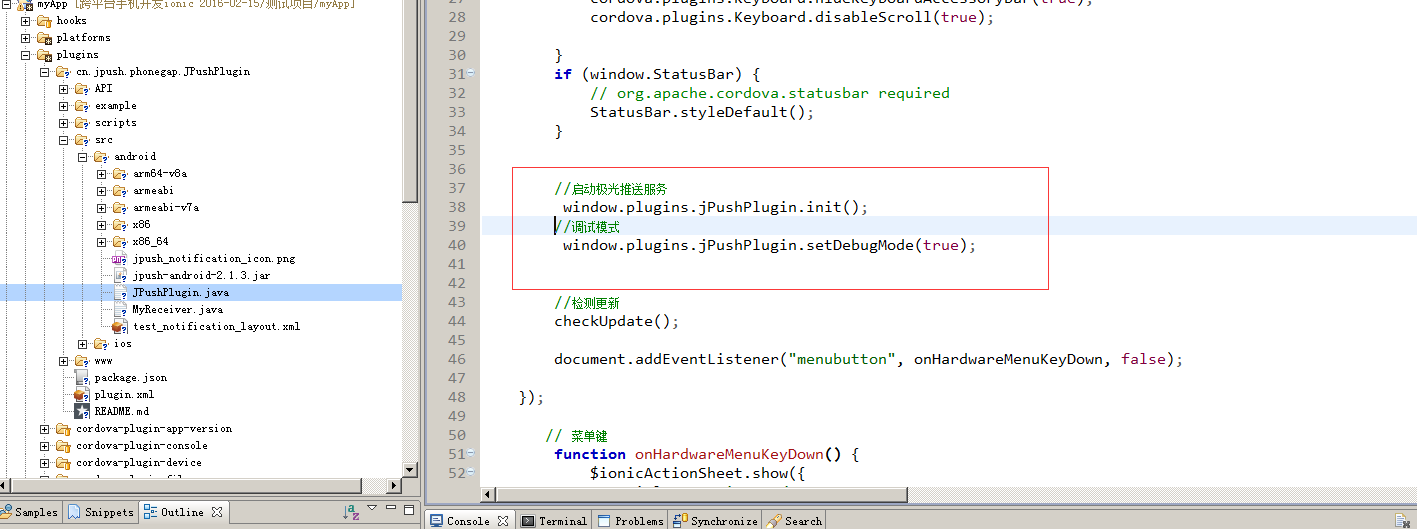 myApp [跨平台手机开发ionic 2016-02-15/测试项目/myApp]
hooks
platforms
plugins
cn.jpush.phonegap.JPushPlugin
API
example
scripts
src
android
arm64-v8a
armeabi
armeabi-v7a
x86
x86_64
jpush_notification_icon.png
jpush-android-2.1.3.jar
JPushPlugin.java
MyReceiver.java
test_notification_layout.xml
ios
www
package.json
plugin.xml
README.md
cordova-plugin-app-version
cordova-plugin-console
cordova-plugin-device
Samples Snippets Outline
27 cordova.plugins.Keyboard.hideKeyboardAccessoryBar(true);
28 cordova.plugins.Keyboard.disableScroll(true);
29
30 }
31 if (window.StatusBar) {
32 // org.apache.cordova.statusbar required
33 StatusBar.styleDefault();
34 }
35
36
37 //启动极光推送服务
38 window.plugins.jPushPlugin.init();
39 //调试模式
40 window.plugins.jPushPlugin.setDebugMode(true);
41
42
43 //检测更新
44 checkUpdate();
45
46 document.addEventListener("menubutton", onHardwareMenuKeyDown, false);
47
48 });
49
50 // 菜单键
51 function onHardwareMenuKeyDown() {
52 $ionicActionSheet.show({
Console Terminal Problems Synchronize Search